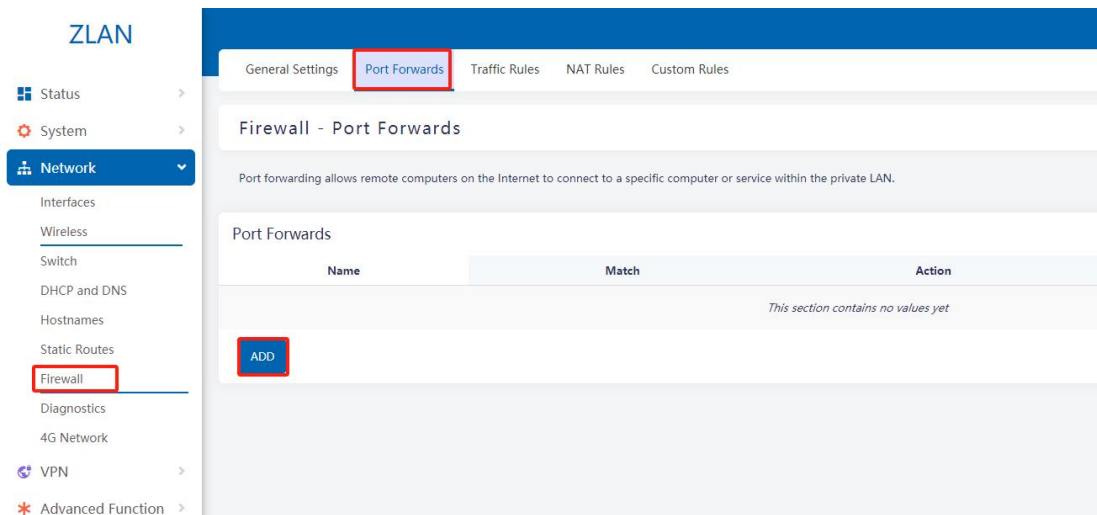 ZLAN
Status
System
Network
Interfaces
Wireless
Switch
DHCP and DNS
Hostnames
Static Routes
Firewall
Diagnostics
4G Network
VPN
Advanced Function
General Settings Port Forwards Traffic Rules NAT Rules Custom Rules
Firewall - Port Forwards
Port forwarding allows remote computers on the Internet to connect to a specific computer or service within the private LAN.
Port Forwards
Name Match Action
This section contains no values yet
ADD